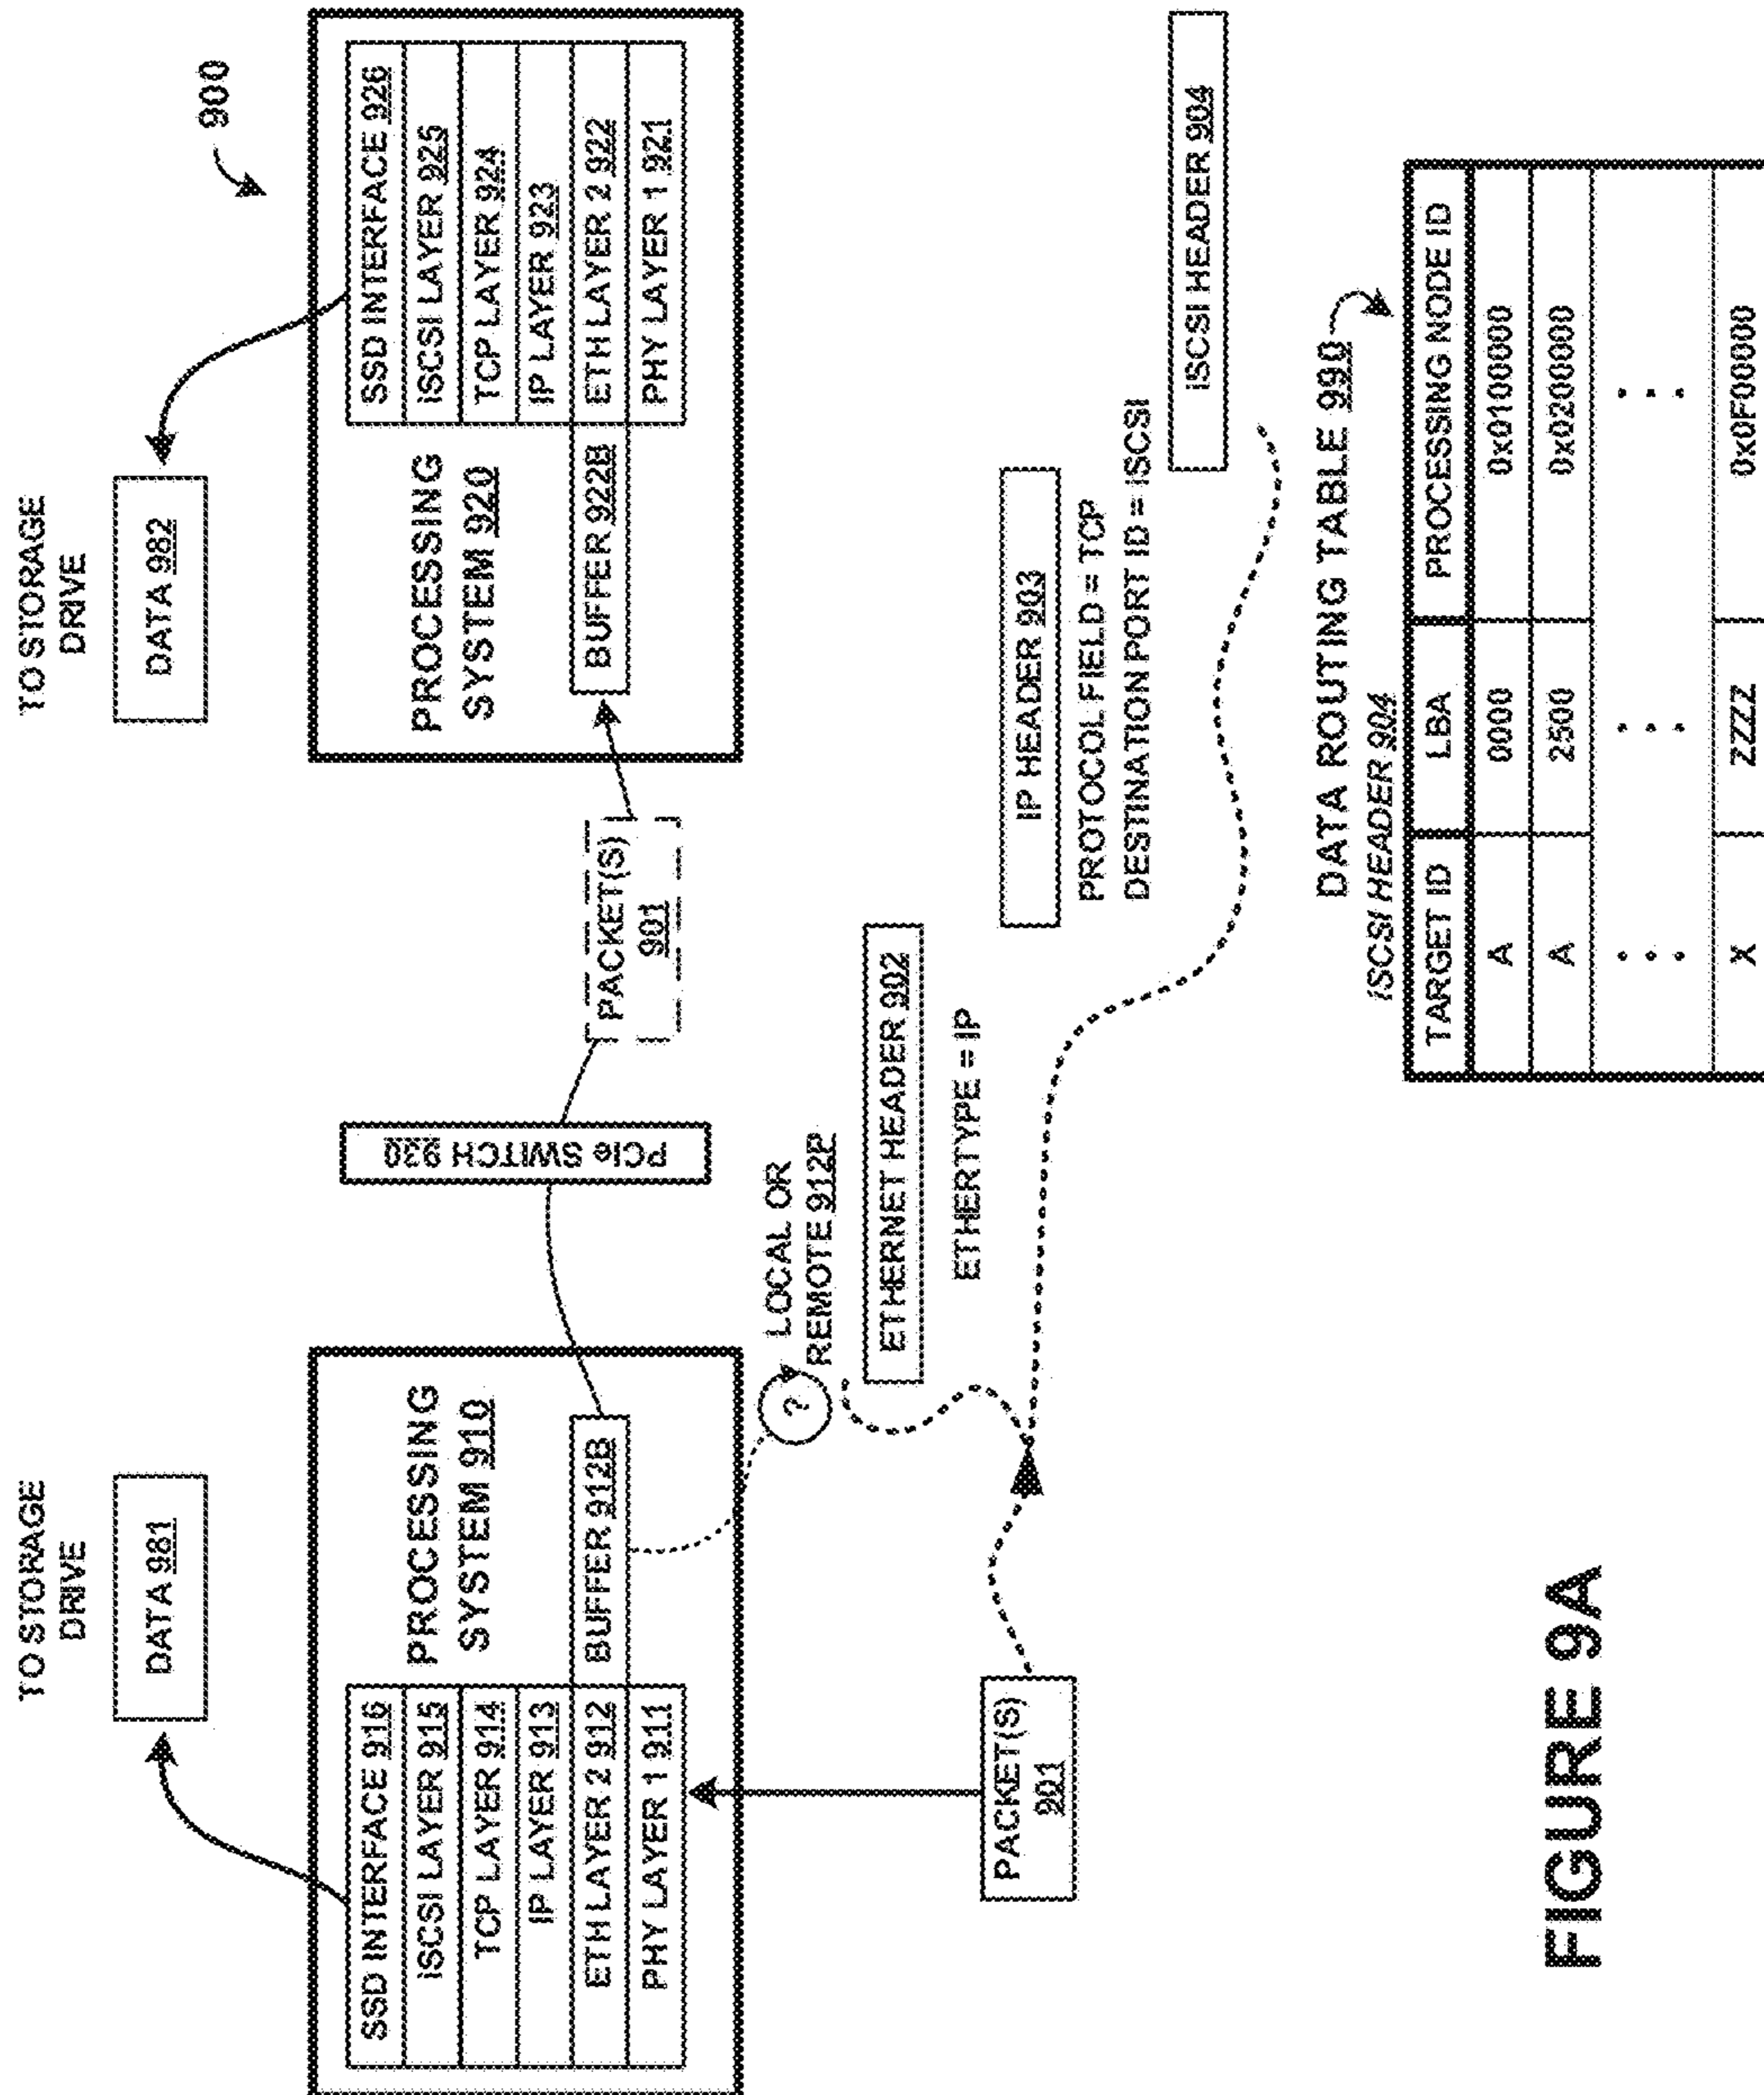 TO STORAGE
DRIVE
DATA 981
SSD INTERFACE 916
iSCSI LAYER 915
TCP LAYER 914
IP LAYER 913
ETH LAYER 2 912
PHY LAYER 1 911
PROCESSING
SYSTEM 910
BUFFER 912B
PCIe SWITCH 930
TO STORAGE
DRIVE
DATA 982
PROCESSING
SYSTEM 920
BUFFER 922B
SSD INTERFACE 926
iSCSI LAYER 925
TCP LAYER 924
IP LAYER 923
ETH LAYER 2 922
PHY LAYER 1 921
900
PACKET(S)
901
LOCAL OR
REMOTE 912P
?
ETHERNET HEADER 902
ETHERTYPE = IP
IP HEADER 903
PROTOCOL FIELD = TCP
DESTINATION PORT ID = iSCSI
iSCSI HEADER 904
PACKET(S)
901
DATA ROUTING TABLE 990
iSCSI HEADER 904
TARGET ID LBA PROCESSING NODE ID
A 0000 0x0100000
A 2500 0x0200000
... ... ...
X ZZZZ 0x0F00000
FIGURE 9A